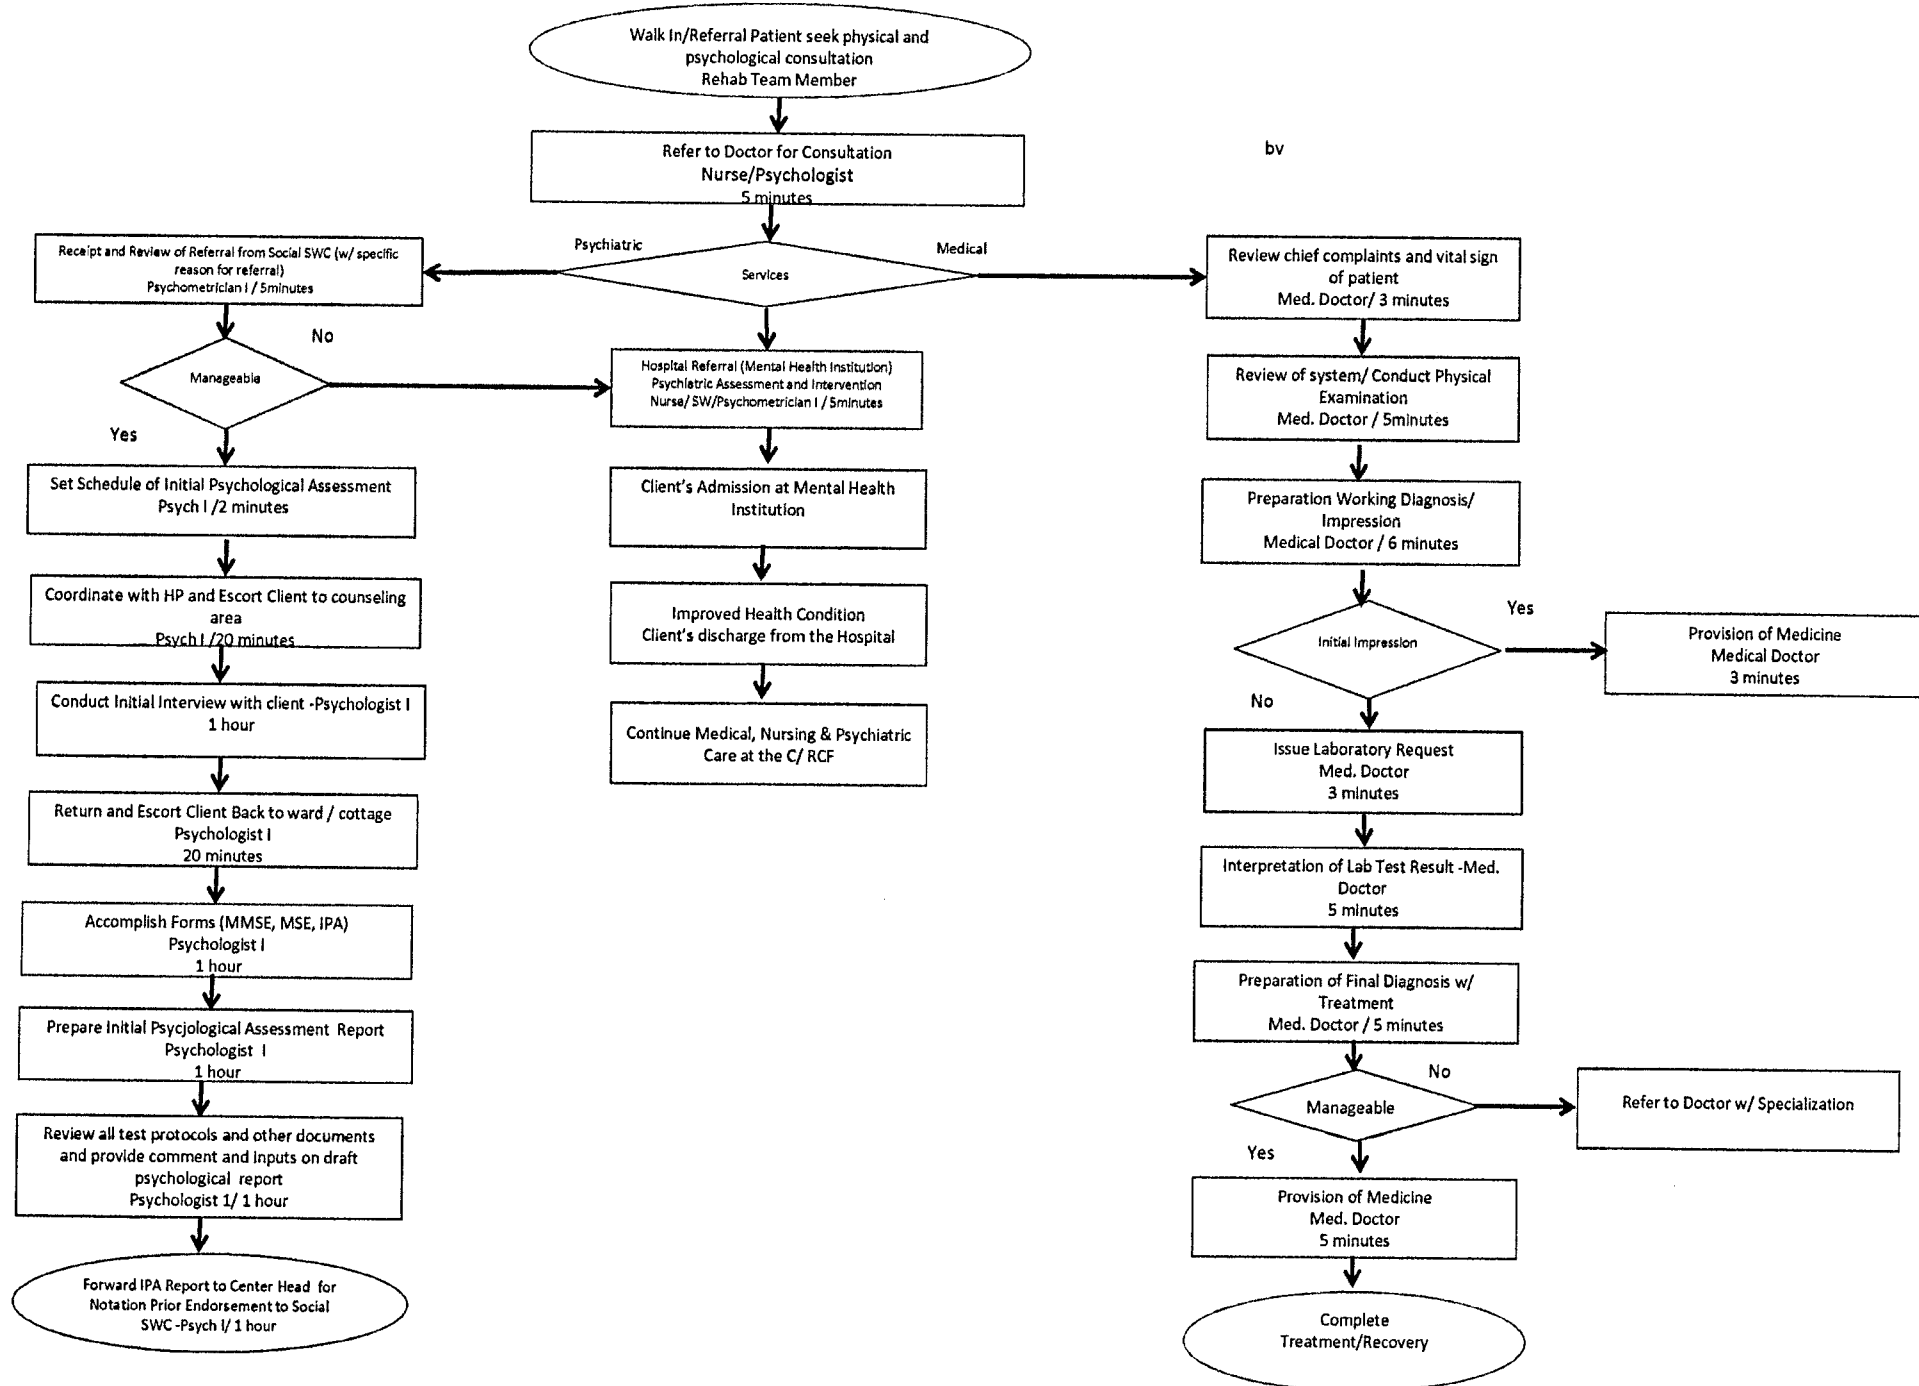 Walk In/Referral Patient seek physical and
psychological consultation
Rehab Team Member
Refer to Doctor for Consultation
Nurse/Psychologist
5 minutes
bv
Psychiatric
Services
Medical
Receipt and Review of Referral from Social SWC (w/ specific
reason for referral)
Psychometrician I / 5minutes
No
Manageable
Yes
Set Schedule of Initial Psychological Assessment
Psych I /2 minutes
Coordinate with HP and Escort Client to counseling
area
Psych I /20 minutes
Conduct Initial Interview with client -Psychologist I
1 hour
Return and Escort Client Back to ward / cottage
Psychologist I
20 minutes
Accomplish Forms (MMSE, MSE, IPA)
Psychologist I
1 hour
Prepare Initial Psycjological Assessment Report
Psychologist I
1 hour
Review all test protocols and other documents
and provide comment and inputs on draft
psychological report
Psychologist 1/ 1 hour
Forward IPA Report to Center Head for
Notation Prior Endorsement to Social
SWC -Psych I/ 1 hour
Hospital Referral (Mental Health Institution)
Psychiatric Assessment and Intervention
Nurse/ SW/Psychometrician I / 5minutes
Client's Admission at Mental Health
Institution
Improved Health Condition
Client's discharge from the Hospital
Continue Medical, Nursing & Psychiatric
Care at the C/ RCF
Review chief complaints and vital sign
of patient
Med. Doctor/ 3 minutes
Review of system/ Conduct Physical
Examination
Med. Doctor / 5minutes
Preparation Working Diagnosis/
Impression
Medical Doctor / 6 minutes
Initial Impression
Yes
Provision of Medicine
Medical Doctor
3 minutes
No
Issue Laboratory Request
Med. Doctor
3 minutes
Interpretation of Lab Test Result -Med.
Doctor
5 minutes
Preparation of Final Diagnosis w/
Treatment
Med. Doctor / 5 minutes
No
Manageable
Refer to Doctor w/ Specialization
Yes
Provision of Medicine
Med. Doctor
5 minutes
Complete
Treatment/Recovery